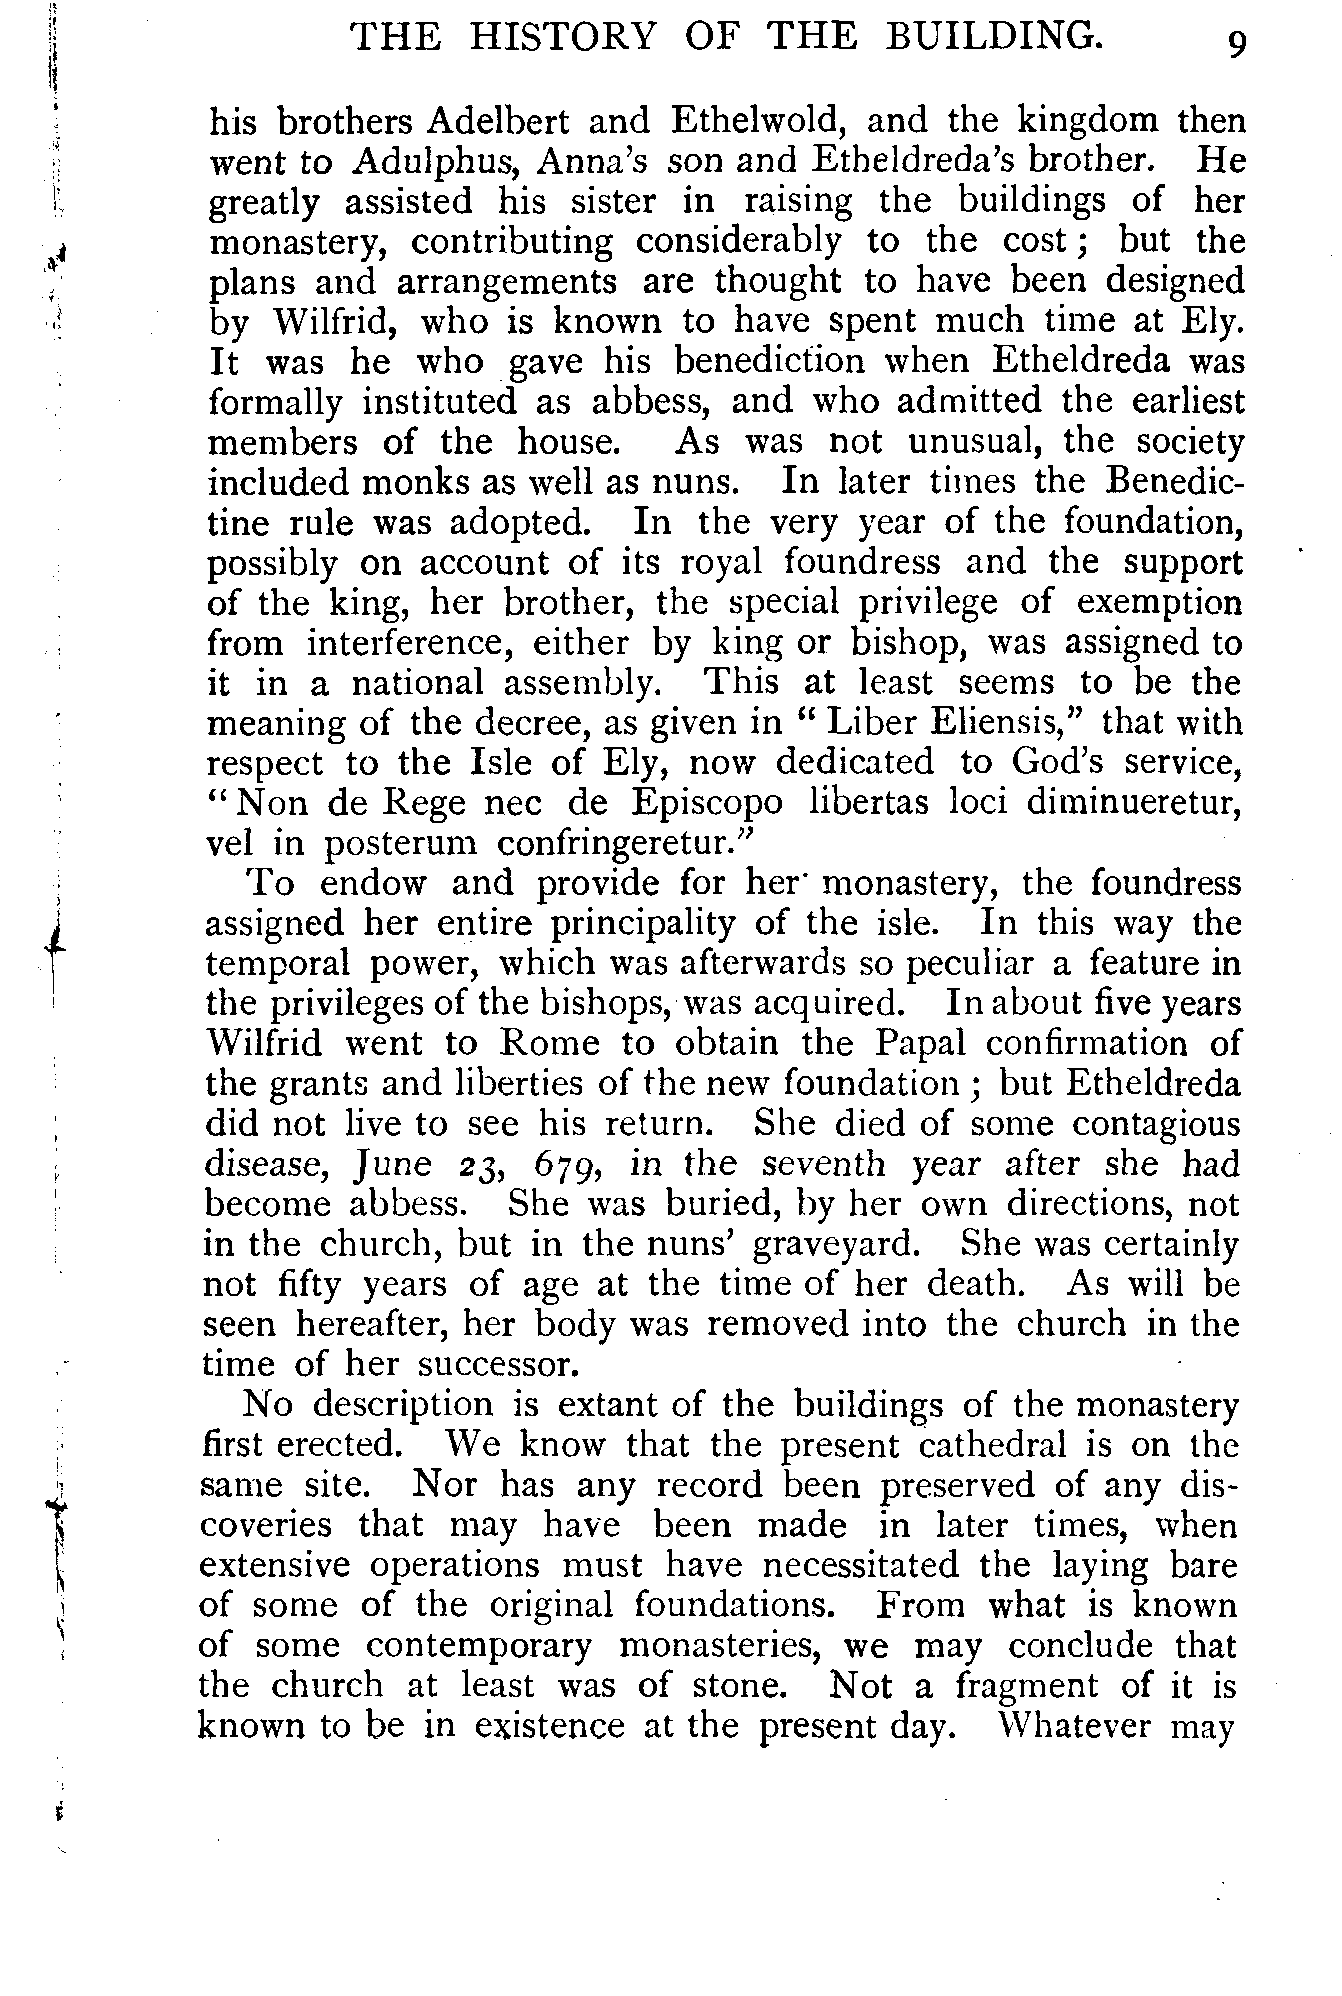 THE HISTORY OF THE BUILDING. 9
his brothers Adelbert and Ethelwold, and the kingdom then
went to Adulphus, Anna's son and Etheldreda's brother. He
greatly assisted his sister in raising the buildings of her
monastery, contributing considerably to the cost ; but the
plans and arrangements are thought to have been designed
by Wilfrid, who is known to have spent much time at Ely.
It was he who gave his benediction when Etheldreda was
formally instituted as abbess, and who admitted the earliest
members of the house. As was not unusual, the society
included monks as well as nuns. In later times the Benedic-
tine rule was adopted. In the very year of the foundation,
possibly on account of its royal foundress and the support
of the king, her brother, the special privilege of exemption
from interference, either by king or bishop, was assigned to
it in a national assembly. This at least seems to be the
meaning of the decree, as given in “ Liber Eliensis,” that with
respect to the Isle of Ely, now dedicated to God's service,
“ Non de Rege nec de Episcopo libertas loci diminueretur,
vel in posterum confringeretur.”
To endow and provide for her monastery, the foundress
assigned her entire principality of the isle. In this way the
temporal power, which was afterwards so peculiar a feature in
the privileges of the bishops, was acquired. In about five years
Wilfrid went to Rome to obtain the Papal confirmation of
the grants and liberties of the new foundation ; but Etheldreda
did not live to see his return. She died of some contagious
disease, June 23, 679, in the seventh year after she had
become abbess. She was buried, by her own directions, not
in the church, but in the nuns' graveyard. She was certainly
not fifty years of age at the time of her death. As will be
seen hereafter, her body was removed into the church in the
time of her successor.
No description is extant of the buildings of the monastery
first erected. We know that the present cathedral is on the
same site. Nor has any record been preserved of any dis-
coveries that may have been made in later times, when
extensive operations must have necessitated the laying bare
of some of the original foundations. From what is known
of some contemporary monasteries, we may conclude that
the church at least was of stone. Not a fragment of it is
known to be in existence at the present day. Whatever may